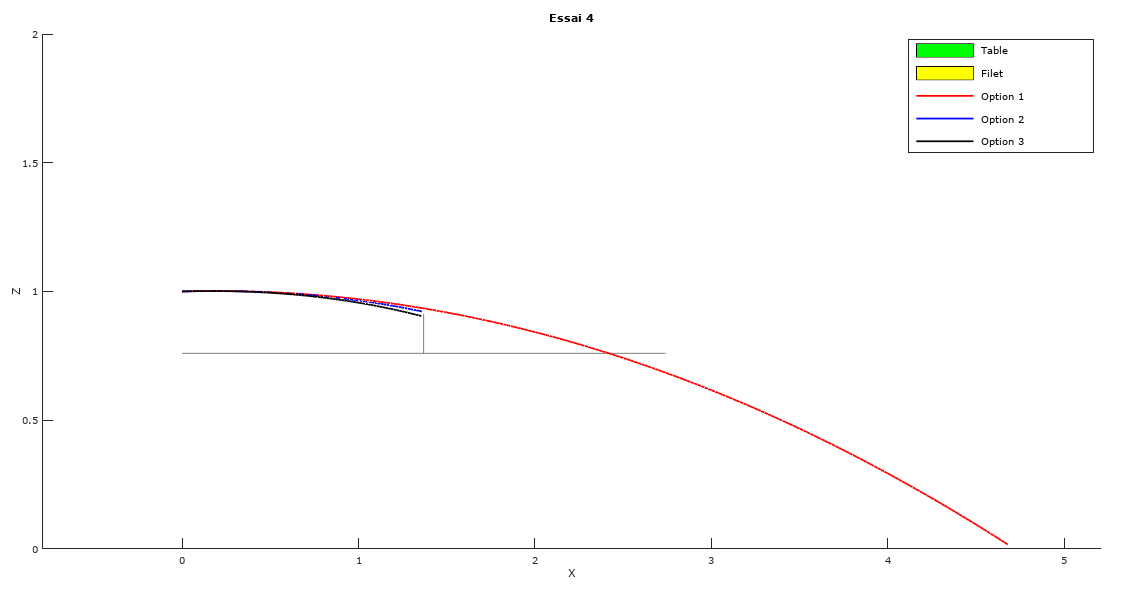 Essai 4
Table
Filet
Option 1
Option 2
Option 3
2
1.5
Z
1
0.5
0
0 1 2 3 4 5
X